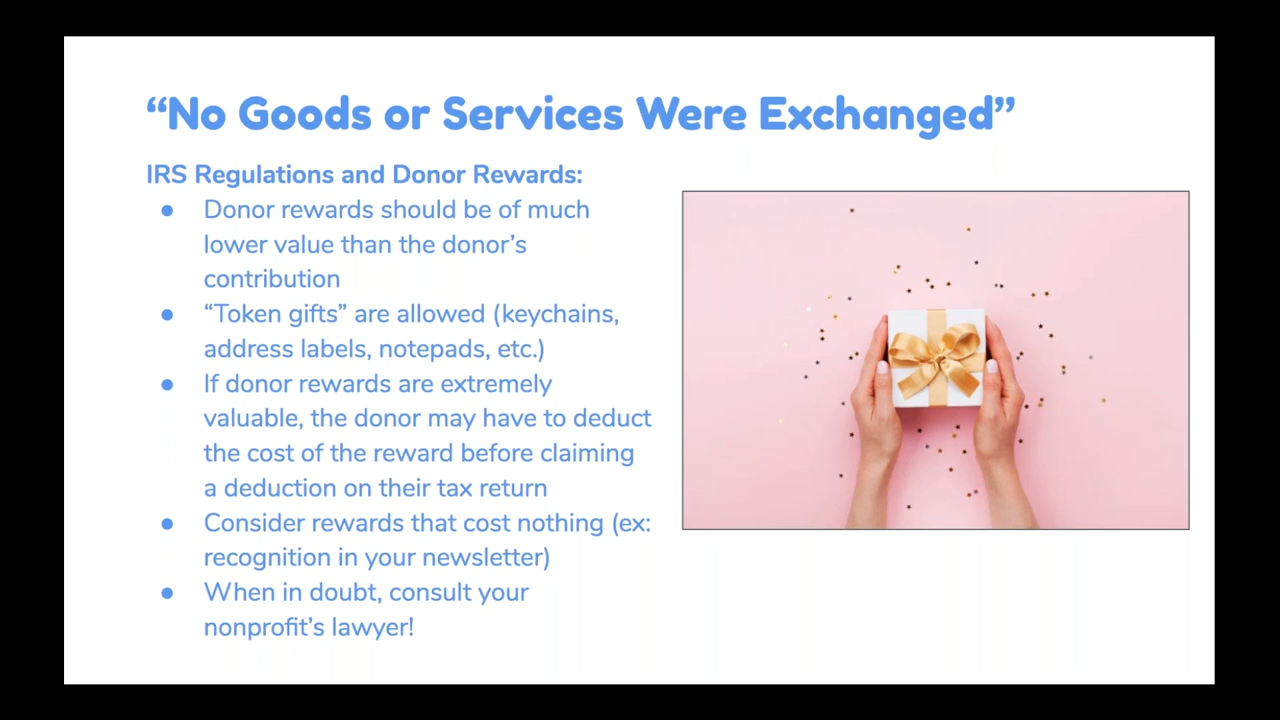 “No Goods or Services Were Exchanged”
IRS Regulations and Donor Rewards:
● Donor rewards should be of much
lower value than the donor’s
contribution
● “Token gifts” are allowed (keychains,
address labels, notepads, etc.)
● If donor rewards are extremely
valuable, the donor may have to deduct
the cost of the reward before claiming
a deduction on their tax return
● Consider rewards that cost nothing (ex:
recognition in your newsletter)
● When in doubt, consult your
nonprofit’s lawyer!